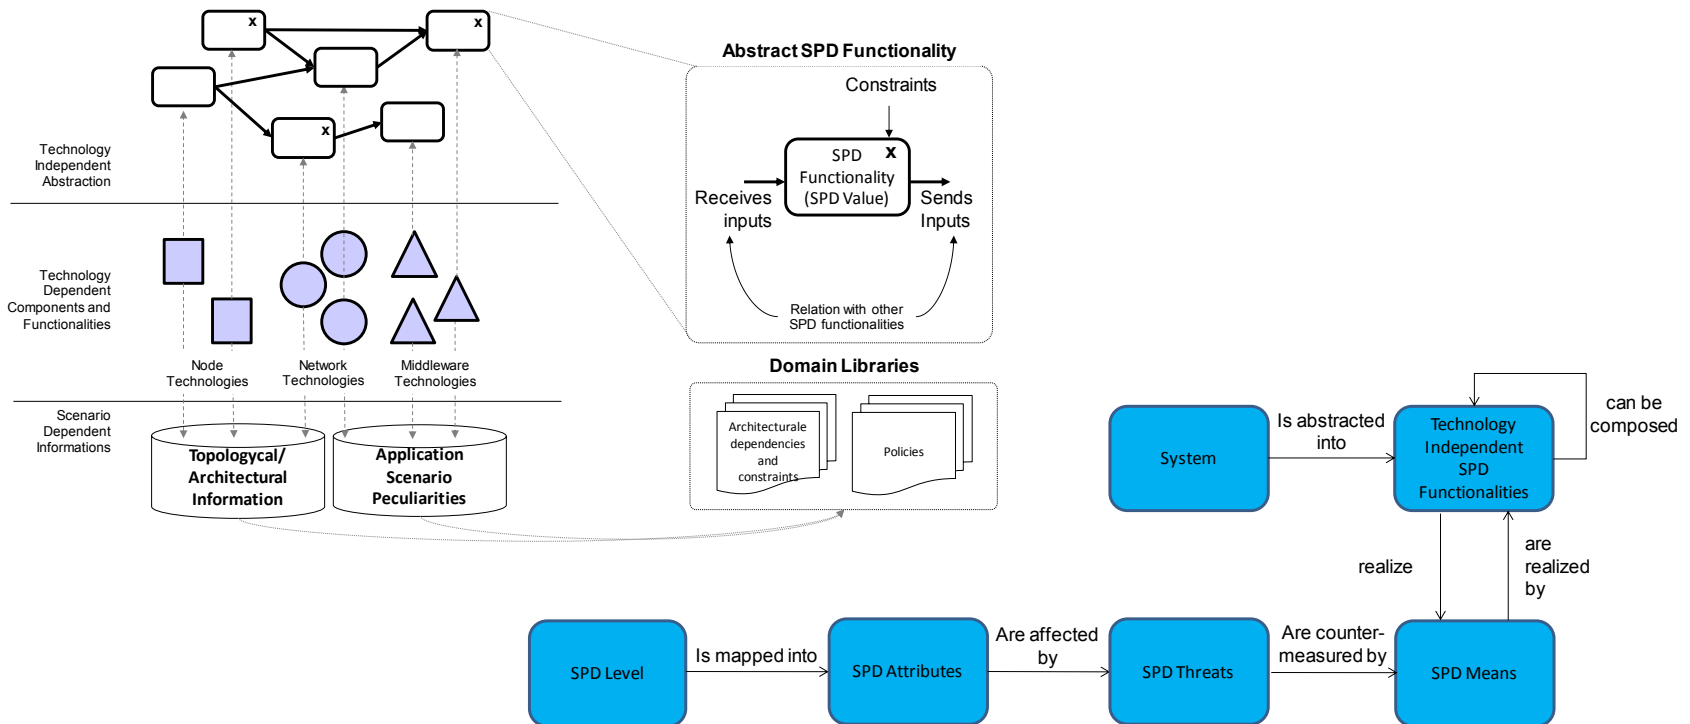 x
x
x
Technology
Independent
Abstraction
Technology
Dependent
Components and
Functionalities
Node
Technologies
Network
Technologies
Middleware
Technologies
Scenario
Dependent
Informations
Topologycal/
Architectural
Information
Application
Scenario
Peculiarities
Abstract SPD Functionality
Constraints
SPD
x
Functionality
(SPD Value)
Receives
inputs
Sends
Inputs
Relation with other
SPD functionalities
Domain Libraries
Architecturale
dependencies
and
constraints
Policies
System
Is abstracted
into
Technology
Independent
SPD
Functionalities
can be
composed
realize
are
realized
by
SPD Level
Is mapped into
SPD Attributes
Are affected
by
SPD Threats
Are counter-
measured by
SPD Means